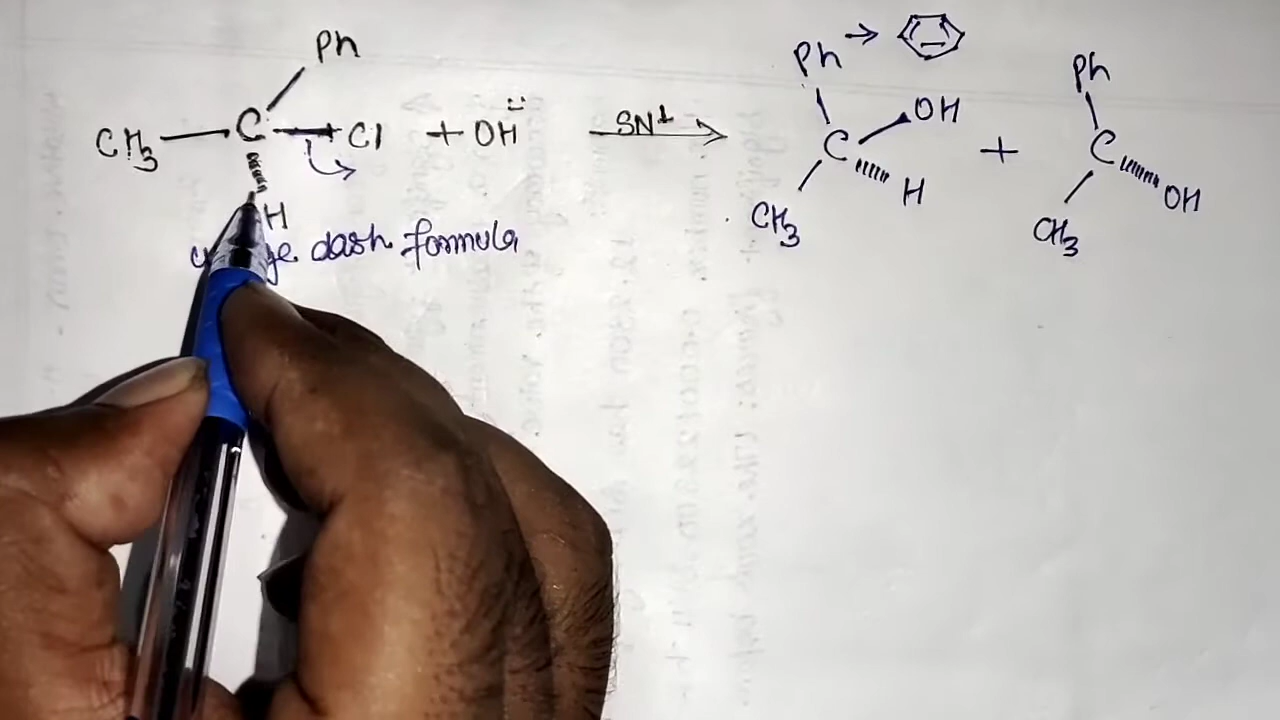 Ph
CH3 C Cl + OH SN1
H
dash formula
Ph →
C OH
H
CH3
+
Ph
C
OH
CH3